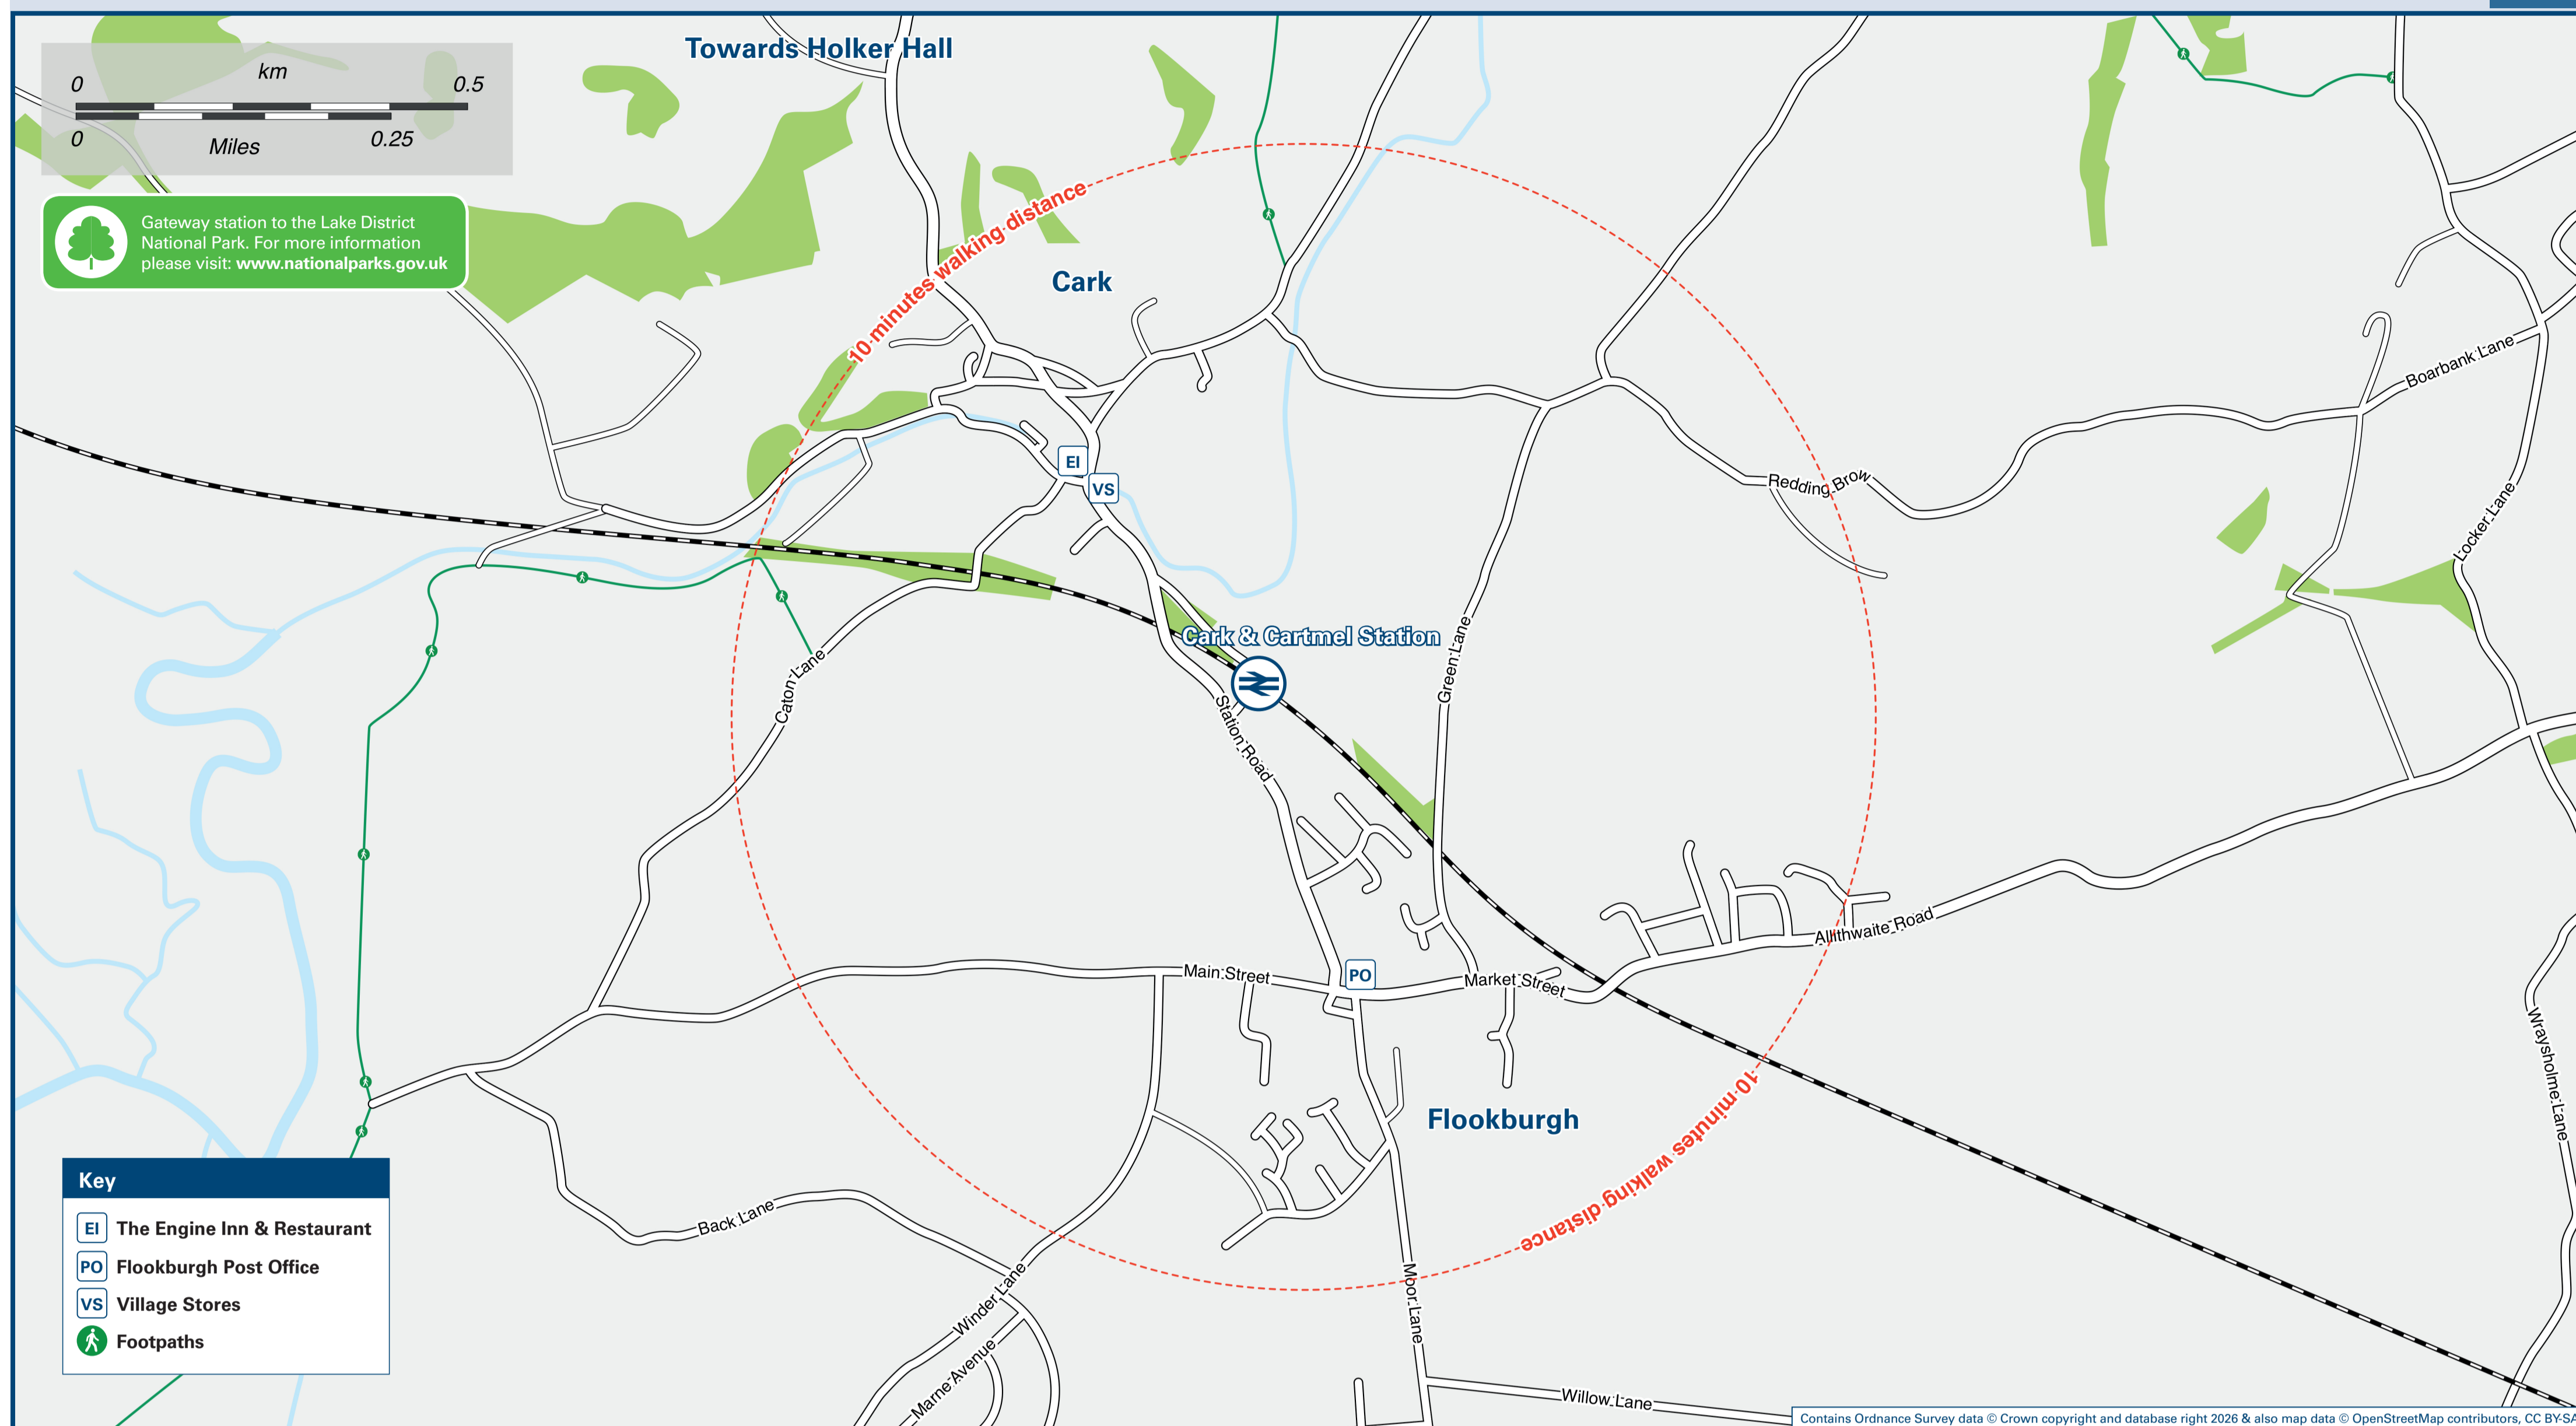 Towards Holker Hall
km
0
0.5
0
Miles
0.25
Gateway station to the Lake District
National Park. For more information
please visit: www.nationalparks.gov.uk
10 minutes walking distance
Cark
Boarbank Lane
EI
VS
Redding Brow
Locker Lane
Cark & Cartmel Station
Green Lane
Caton Lane
Station Road
Allithwaite Road
Main Street
PO
Market Street
Wraysholme Lane
10 minutes walking distance
Flookburgh
Back Lane
Winder Lane
Moor Lane
Marne Avenue
Willow Lane
Key
EI The Engine Inn & Restaurant
PO Flookburgh Post Office
VS Village Stores
Footpaths
Contains Ordnance Survey data © Crown copyright and database right 2026 & also map data © OpenStreetMap contributors, CC BY-SA